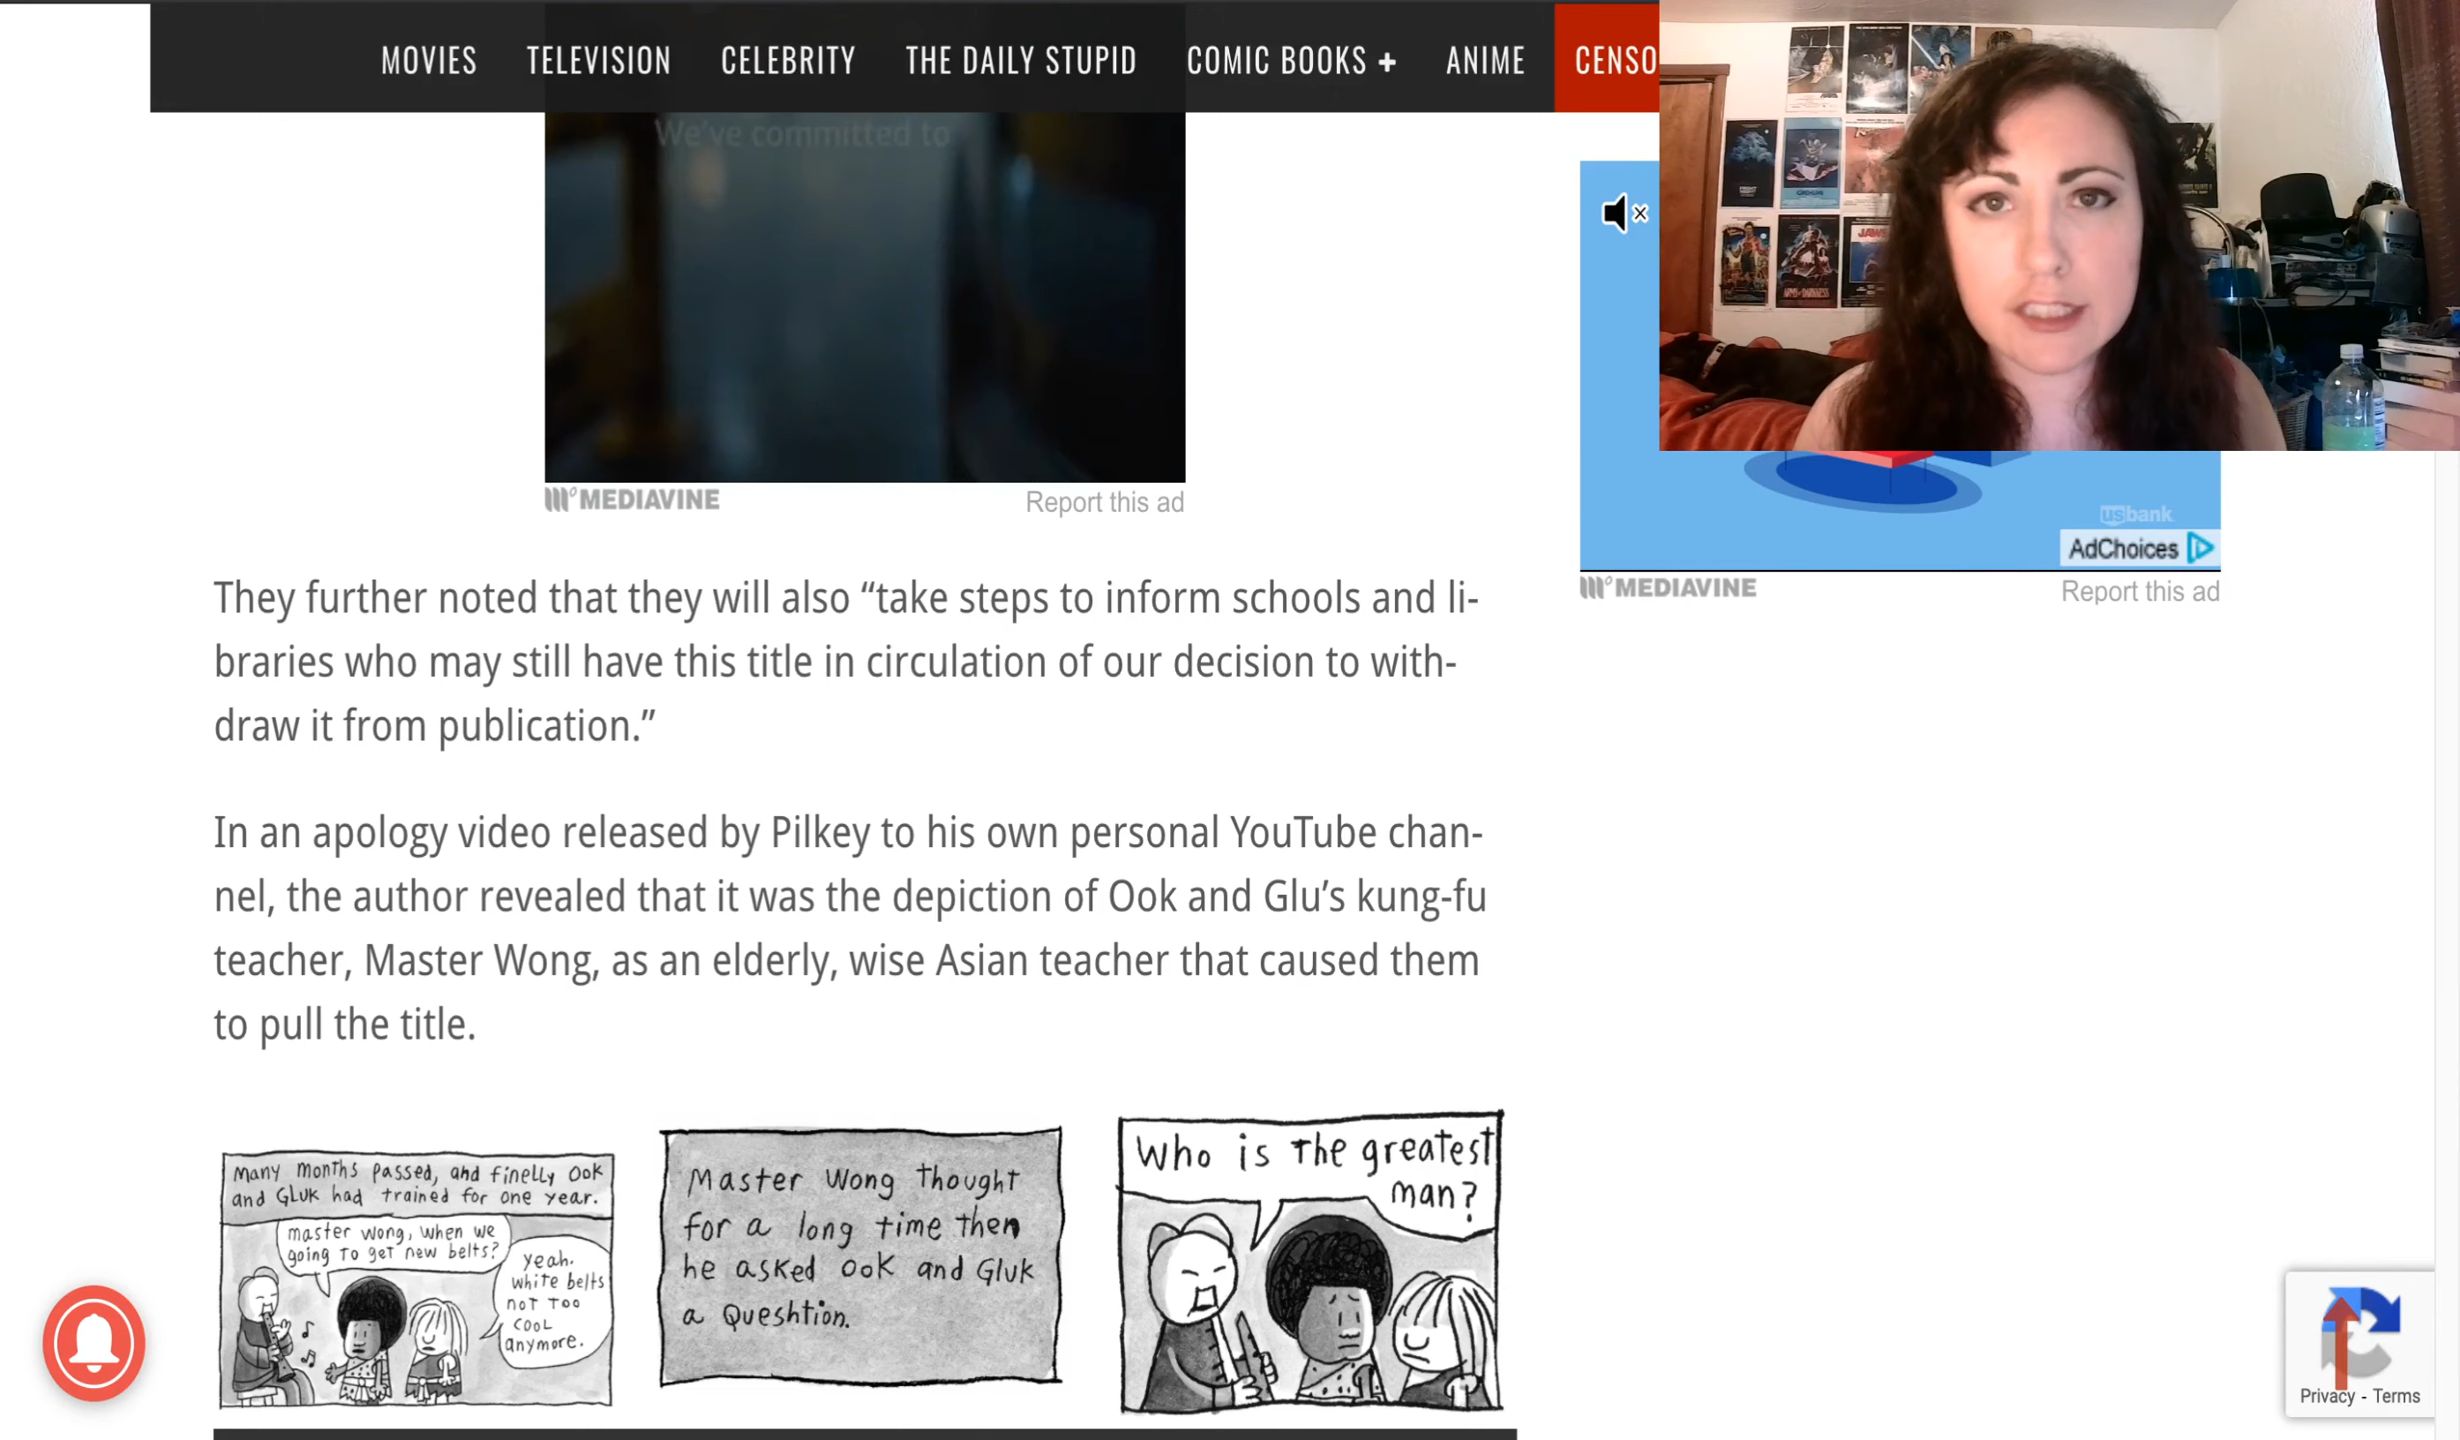 MOVIES TELEVISION CELEBRITY THE DAILY STUPID COMIC BOOKS + ANIME CENSO
We've committed to
MEDIAVINE Report this ad
usbank
AdChoices
MEDIAVINE Report this ad
They further noted that they will also “take steps to inform schools and li-
braries who may still have this title in circulation of our decision to with-
draw it from publication.”
In an apology video released by Pilkey to his own personal YouTube chan-
nel, the author revealed that it was the depiction of Ook and Glu’s kung-fu
teacher, Master Wong, as an elderly, wise Asian teacher that caused them
to pull the title.
Many months passed, and finelly Ook
and Gluk had trained for one year.
master Wong, when we
going to get new belts?
yeah.
white belts
not too
cool
anymore.
Master Wong thought
for a long time then
he asked Ook and Gluk
a Queshtion.
Who is the greatest
man?
JAWS
Privacy - Terms